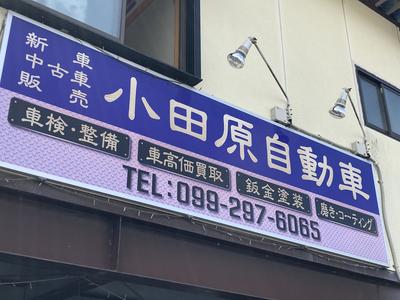 新車
中古車
販売
小田原自動車
車検・整備
車高価買取
鈑金塗装
磨き・コーティング
TEL:099-297-6065